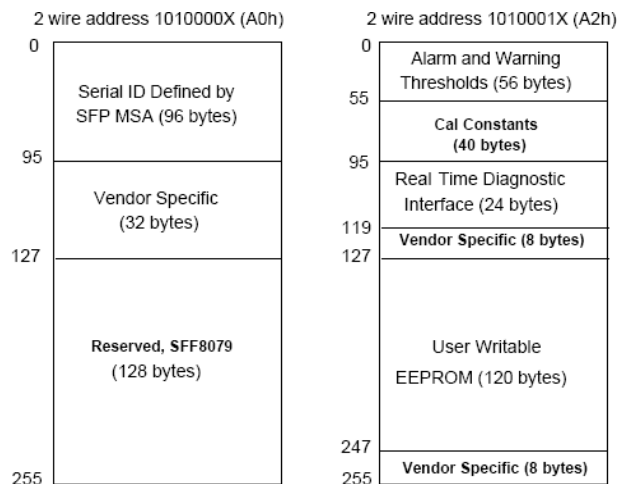 2 wire address 1010000X (A0h)
0
Serial ID Defined by
SFP MSA (96 bytes)
95
Vendor Specific
(32 bytes)
127
Reserved, SFF8079
(128 bytes)
255
2 wire address 1010001X (A2h)
0
Alarm and Warning
Thresholds (56 bytes)
55
Cal Constants
(40 bytes)
95
Real Time Diagnostic
Interface (24 bytes)
119
Vendor Specific (8 bytes)
127
User Writable
EEPROM (120 bytes)
247
Vendor Specific (8 bytes)
255